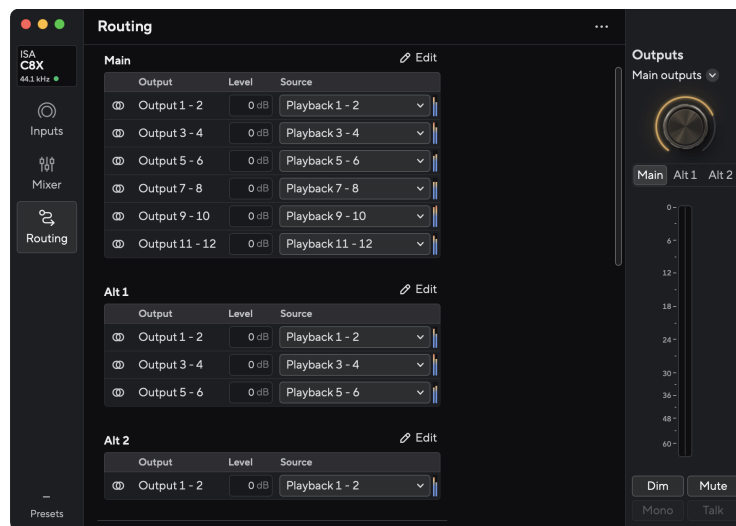 Routing
ISA
C8X
44.1 kHz
Inputs
Mixer
Routing
Presets
Main
Edit
Output Level Source
Output 1 - 2 0 dB Playback 1 - 2
Output 3 - 4 0 dB Playback 3 - 4
Output 5 - 6 0 dB Playback 5 - 6
Output 7 - 8 0 dB Playback 7 - 8
Output 9 - 10 0 dB Playback 9 - 10
Output 11 - 12 0 dB Playback 11 - 12
Alt 1
Edit
Output Level Source
Output 1 - 2 0 dB Playback 1 - 2
Output 3 - 4 0 dB Playback 3 - 4
Output 5 - 6 0 dB Playback 5 - 6
Alt 2
Edit
Output Level Source
Output 1 - 2 0 dB Playback 1 - 2
Outputs
Main outputs
Main Alt 1 Alt 2
0
6
12
18
24
30
36
48
60
Dim Mute
Mono Talk